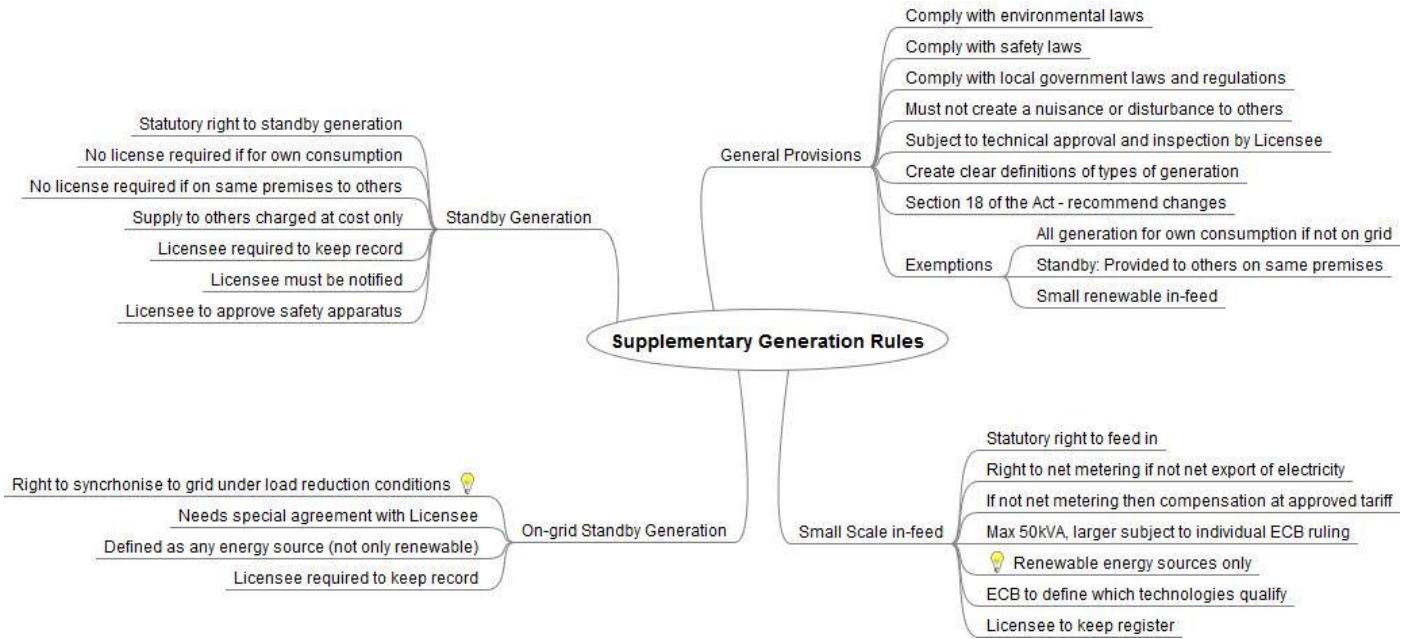 Supplementary Generation Rules
General Provisions
Comply with environmental laws
Comply with safety laws
Comply with local government laws and regulations
Must not create a nuisance or disturbance to others
Subject to technical approval and inspection by Licensee
Create clear definitions of types of generation
Section 18 of the Act - recommend changes
Exemptions
All generation for own consumption if not on grid
Standby: Provided to others on same premises
Small renewable in-feed
Small Scale in-feed
Statutory right to feed in
Right to net metering if not net export of electricity
If not net metering then compensation at approved tariff
Max 50kVA, larger subject to individual ECB ruling
Renewable energy sources only
ECB to define which technologies qualify
Licensee to keep register
Standby Generation
Statutory right to standby generation
No license required if for own consumption
No license required if on same premises to others
Supply to others charged at cost only
Licensee required to keep record
Licensee must be notified
Licensee to approve safety apparatus
On-grid Standby Generation
Right to syncrhonise to grid under load reduction conditions
Needs special agreement with Licensee
Defined as any energy source (not only renewable)
Licensee required to keep record